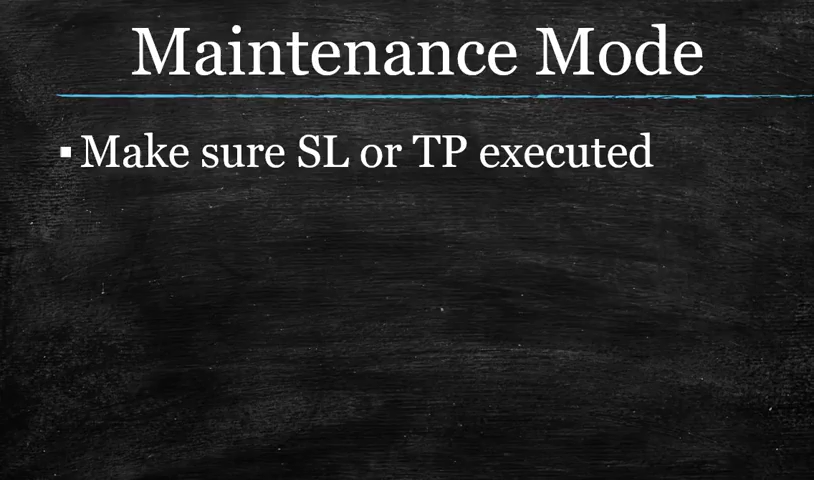 Maintenance Mode
▪ Make sure SL or TP executed